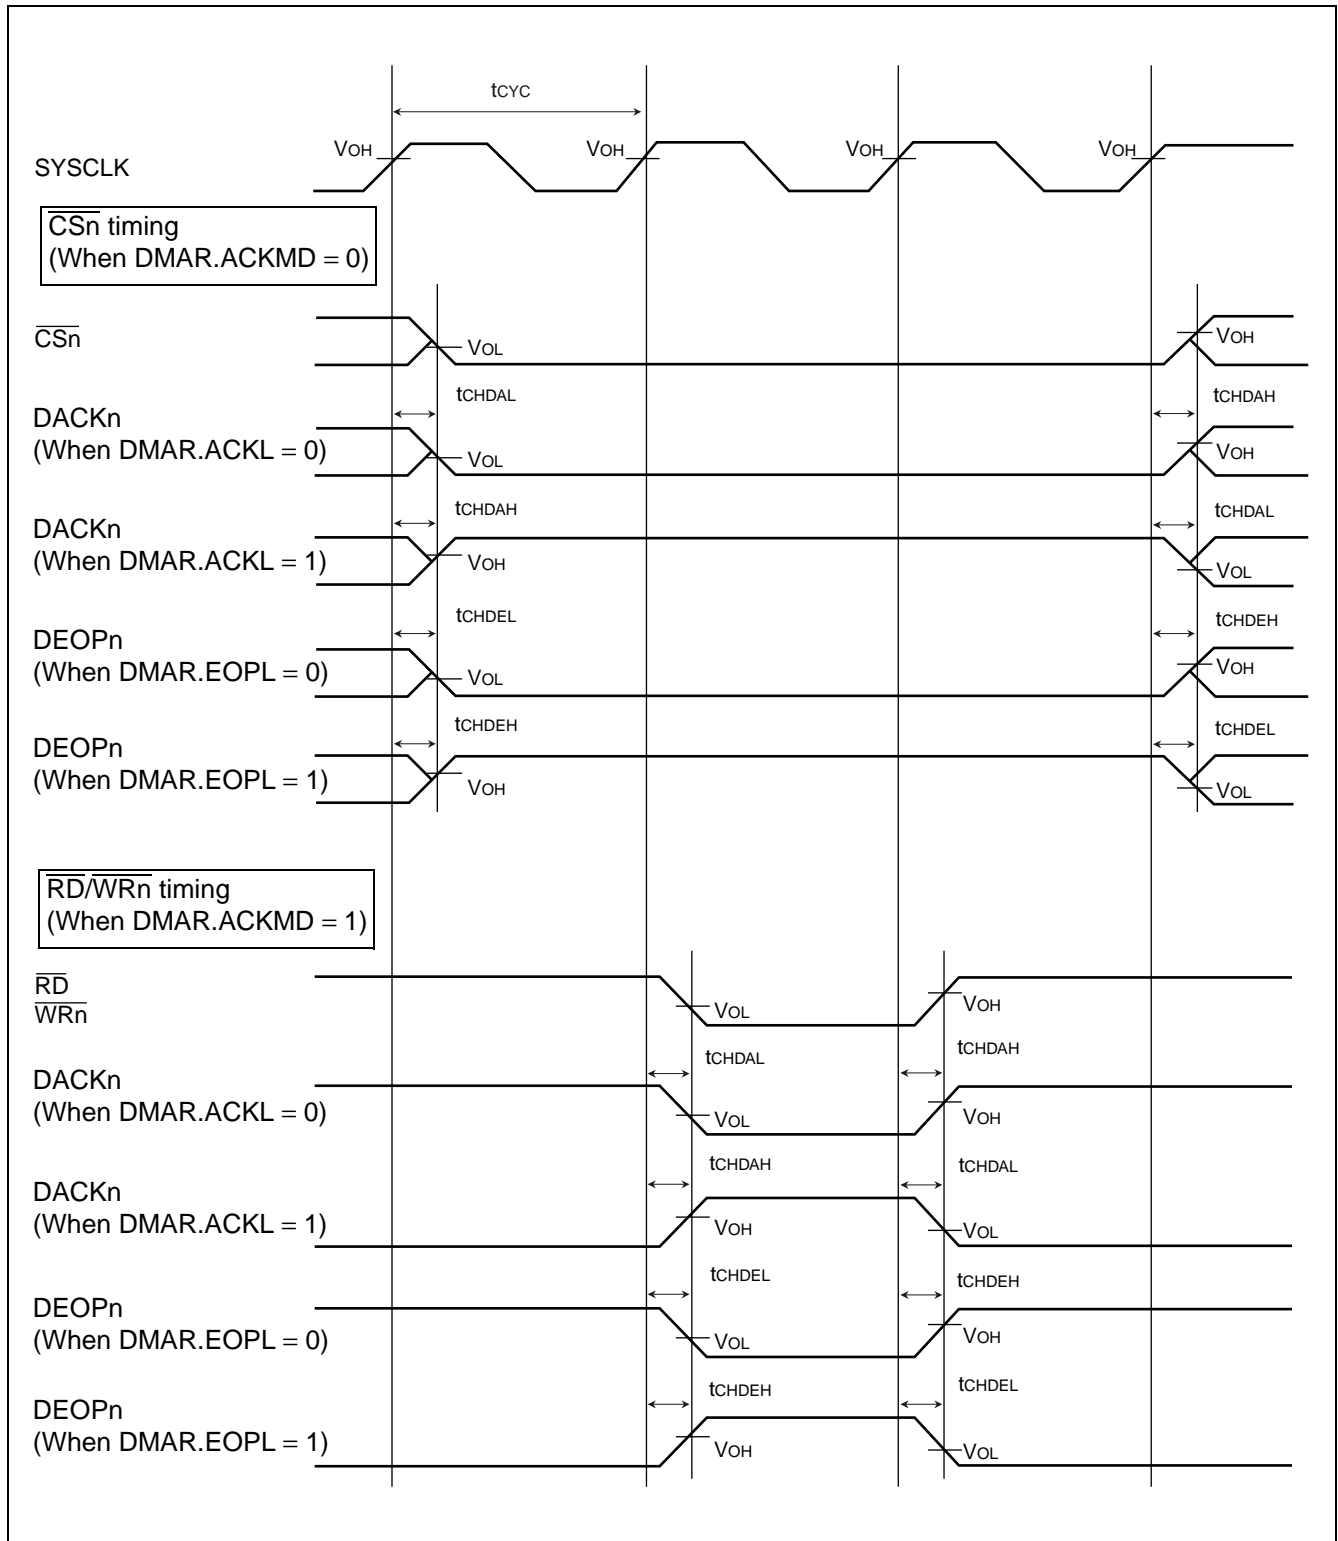 tCYC
VOH
VOH
VOH
VOH
SYSCLK
CSn timing
(When DMAR.ACKMD = 0)
CSn
VOL
VOH
tCHDAL
tCHDAH
DACKn
(When DMAR.ACKL = 0)
VOL
VOH
tCHDAH
tCHDAL
DACKn
(When DMAR.ACKL = 1)
VOH
VOL
tCHDEL
tCHDEH
DEOPn
(When DMAR.EOPL = 0)
VOL
VOH
tCHDEH
tCHDEL
DEOPn
(When DMAR.EOPL = 1)
VOH
VOL
RD/WRn timing
(When DMAR.ACKMD = 1)
RD
WRn
VOL
VOH
tCHDAL
tCHDAH
DACKn
(When DMAR.ACKL = 0)
VOL
VOH
tCHDAH
tCHDAL
DACKn
(When DMAR.ACKL = 1)
VOH
VOL
tCHDEL
tCHDEH
DEOPn
(When DMAR.EOPL = 0)
VOL
VOH
tCHDEH
tCHDEL
DEOPn
(When DMAR.EOPL = 1)
VOH
VOL